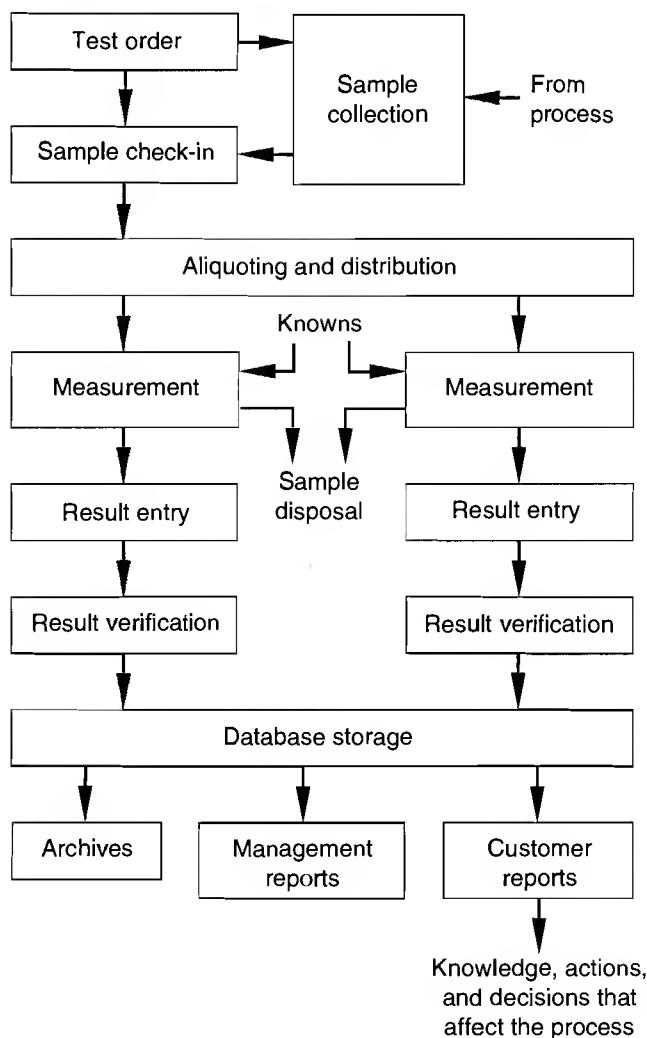 Test order
Sample
collection
From
process
Sample check-in
Aliquoting and distribution
Knowns
Measurement
Measurement
Sample
disposal
Result entry
Result entry
Result verification
Result verification
Database storage
Archives
Management
reports
Customer
reports
Knowledge, actions,
and decisions that
affect the process